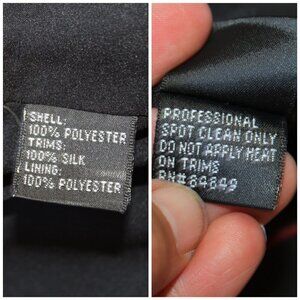 SHELL:
100% POLYESTER
TRIMS:
100% SILK
LINING:
100% POLYESTER
PROFESSIONAL
SPOT CLEAN ONLY
DO NOT APPLY HEAT
ON TRIMS
RN#84649